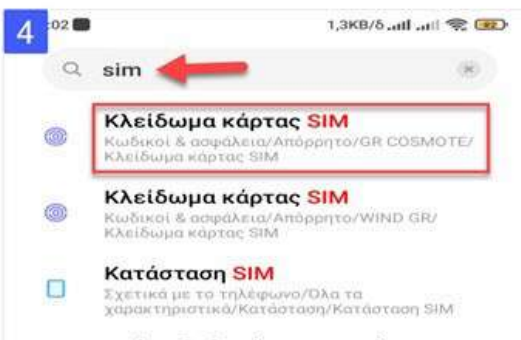 4
:02
1,3KB/δ
82
sim
Κλείδωμα κάρτας SIM
Κωδικοί & ασφάλεια/Απόρρητο/GR COSMOTE/
Κλείδωμα κάρτας SIM
Κλείδωμα κάρτας SIM
Κωδικοί & ασφάλεια/Απόρρητο/WIND GR/
Κλείδωμα κάρτας SIM
Κατάσταση SIM
Σχετικά με το τηλέφωνο/Όλα τα
χαρακτηριστικά/Κατάσταση/Κατάσταση SIM